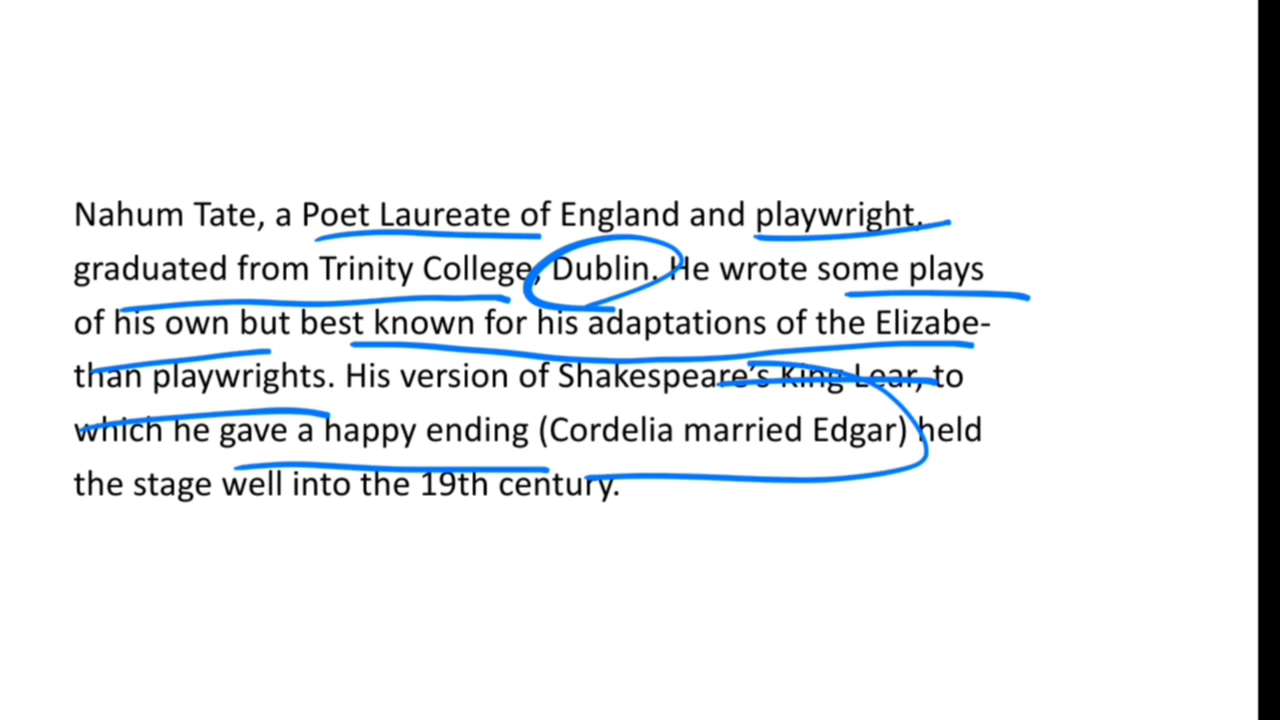 Nahum Tate, a Poet Laureate of England and playwright.
graduated from Trinity College, Dublin. He wrote some plays
of his own but best known for his adaptations of the Elizabe-
than playwrights. His version of Shakespeare's King Lear, to
which he gave a happy ending (Cordelia married Edgar) held
the stage well into the 19th century.